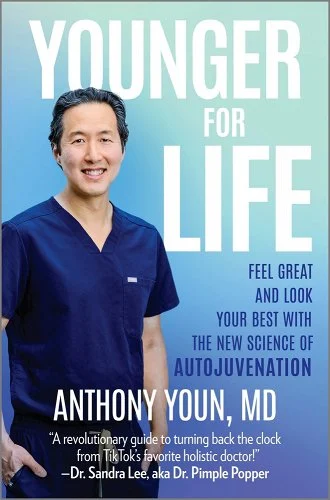 YOUNGER
FOR
LIFE
FEEL GREAT
AND LOOK
YOUR BEST WITH
THE NEW SCIENCE OF
AUTOJUVENATION
ANTHONY YOUN, MD
“A revolutionary guide to turning back the clock
from TikTok’s favorite holistic doctor!”
—Dr. Sandra Lee, aka Dr. Pimple Popper